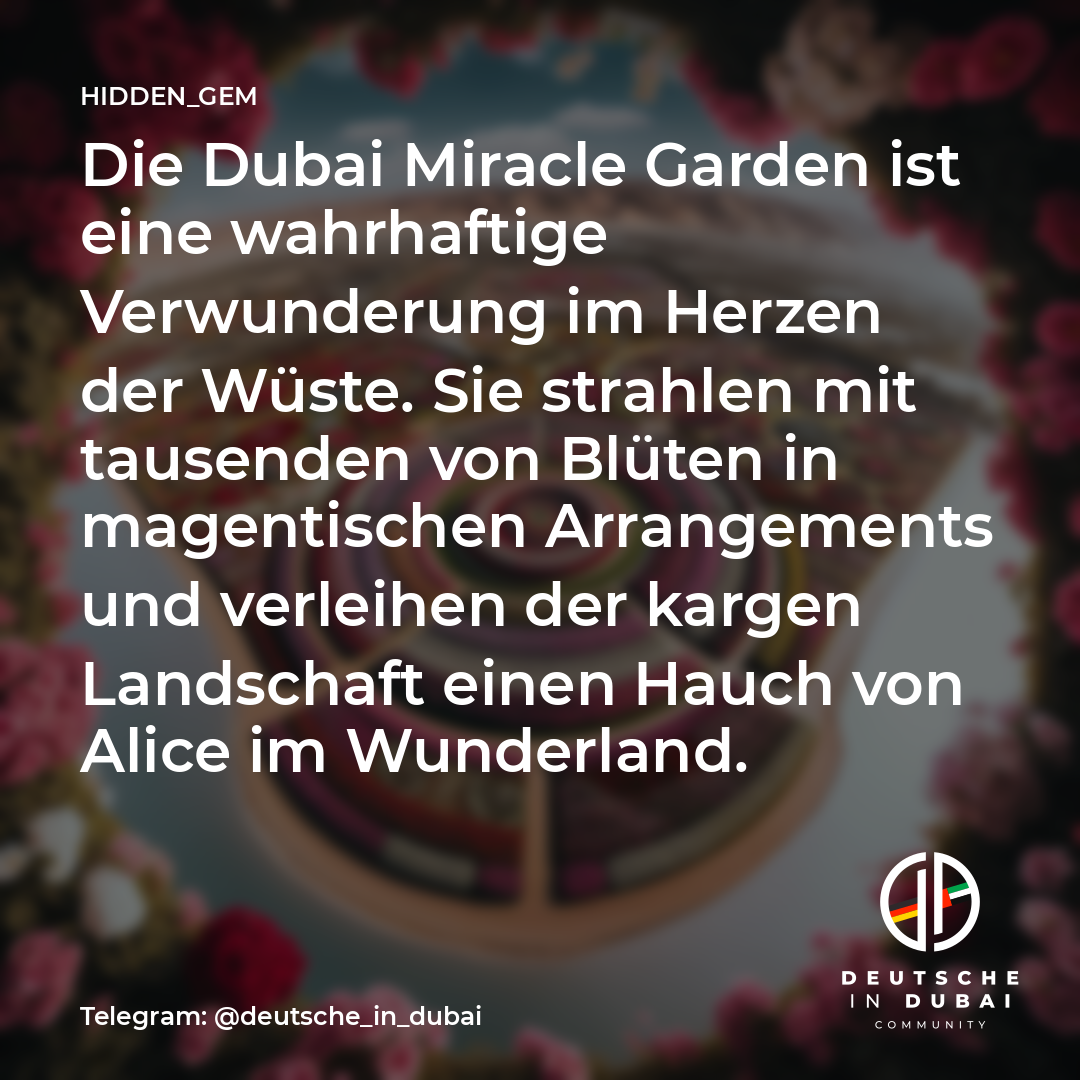 HIDDEN_GEM
Die Dubai Miracle Garden ist
eine wahrhaftige
Verwunderung im Herzen
der Wüste. Sie strahlen mit
tausenden von Blüten in
magentischen Arrangements
und verleihen der kargen
Landschaft einen Hauch von
Alice im Wunderland.
DEUTSCHE
IN DUBAI
COMMUNITY
Telegram: @deutsche_in_dubai